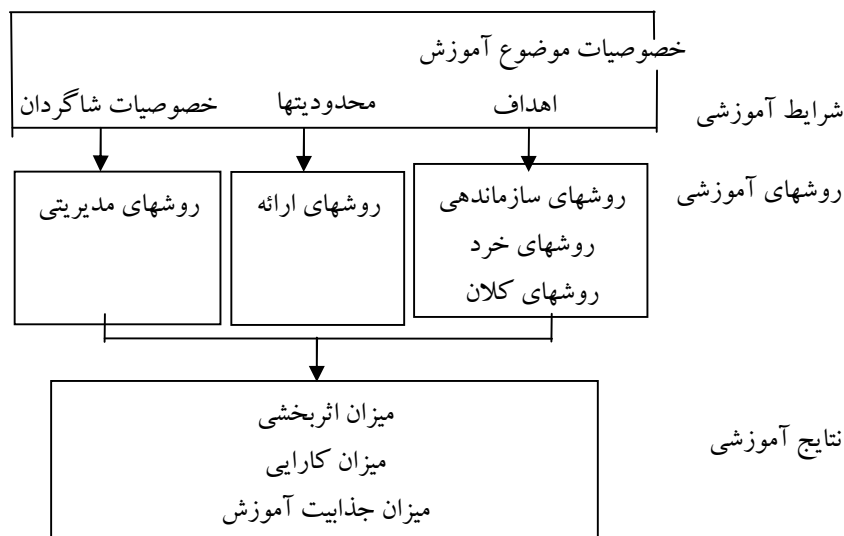 خصوصیات موضوع آموزش
شرایط آموزشی
اهداف
محدودیتها
خصوصیات شاگردان
روشهای آموزشی
روشهای سازماندهی
روشهای خرد
روشهای کلان
روشهای ارائه
روشهای مدیریتی
نتایج آموزشی
میزان اثربخشی
میزان کارایی
میزان جذابیت آموزش